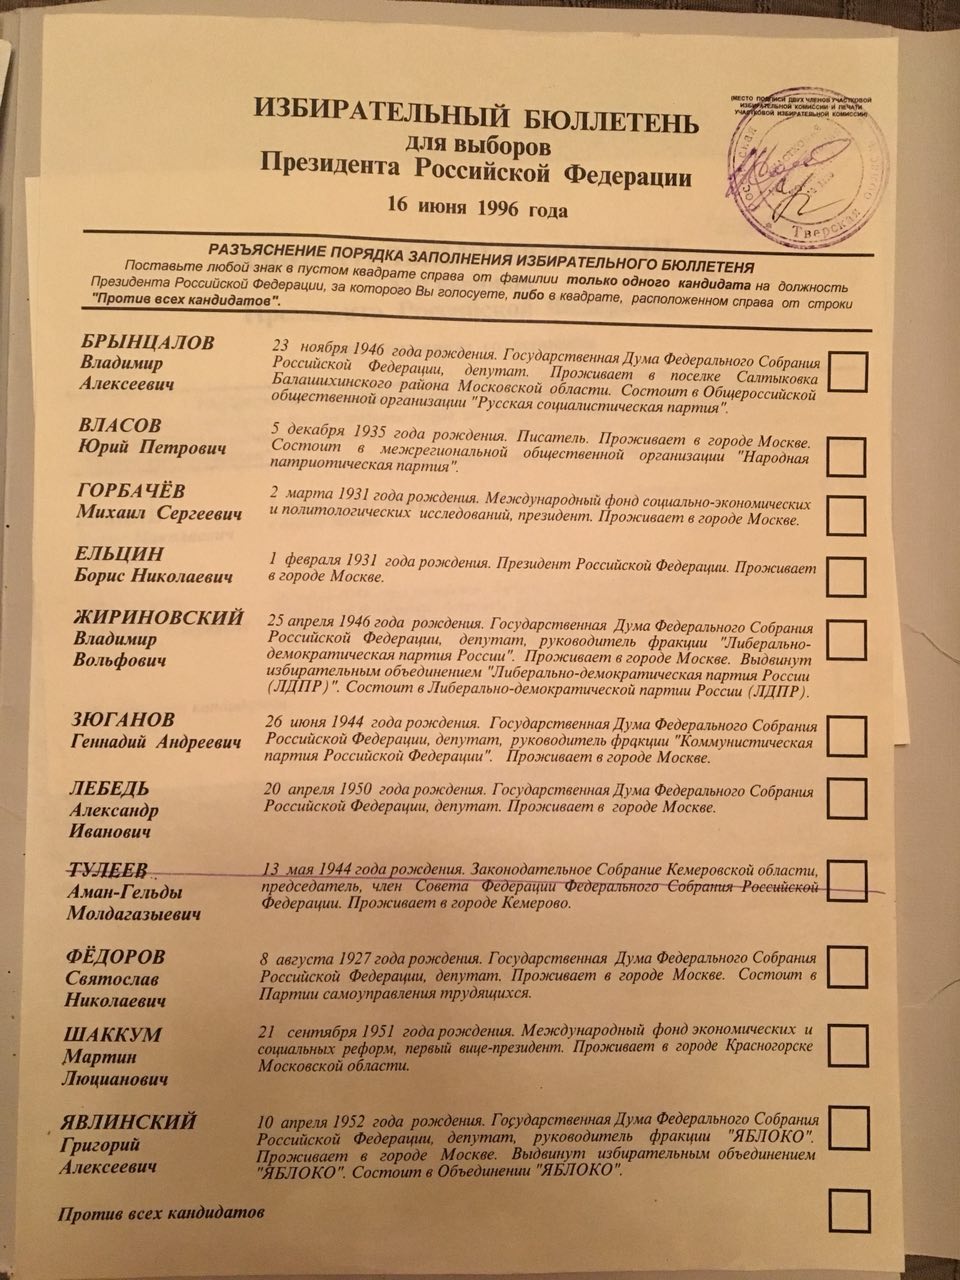 ИЗБИРАТЕЛЬНЫЙ БЮЛЛЕТЕНЬ
для выборов
Президента Российской Федерации
16 июня 1996 года
(МЕСТО ПОДПИСИ ДВУХ ЧЛЕНОВ УЧАСТКОВОЙ
ИЗБИРАТЕЛЬНОЙ КОМИССИИ И ПЕЧАТИ
УЧАСТКОВОЙ ИЗБИРАТЕЛЬНОЙ КОМИССИИ)
Тверская
РАЗЪЯСНЕНИЕ ПОРЯДКА ЗАПОЛНЕНИЯ ИЗБИРАТЕЛЬНОГО БЮЛЛЕТЕНЯ
Поставьте любой знак в пустом квадрате справа от фамилии только одного кандидата на должность
Президента Российской Федерации, за которого Вы голосуете, либо в квадрате, расположенном справа от строки
"Против всех кандидатов".
БРЫНЦАЛОВ
Владимир
Алексеевич
23 ноября 1946 года рождения. Государственная Дума Федерального Собрания
Российской Федерации, депутат. Проживает в поселке Салтыковка
Балашихинского района Московской области. Состоит в Общероссийской
общественной организации "Русская социалистическая партия".
ВЛАСОВ
Юрий Петрович
5 декабря 1935 года рождения. Писатель. Проживает в городе Москве.
Состоит в межрегиональной общественной организации "Народная
патриотическая партия".
ГОРБАЧЁВ
Михаил Сергеевич
2 марта 1931 года рождения. Международный фонд социально-экономических
и политологических исследований, президент. Проживает в городе Москве.
ЕЛЬЦИН
Борис Николаевич
1 февраля 1931 года рождения. Президент Российской Федерации. Проживает
в городе Москве.
ЖИРИНОВСКИЙ
Владимир
Вольфович
25 апреля 1946 года рождения. Государственная Дума Федерального Собрания
Российской Федерации, депутат, руководитель фракции "Либерально-
демократическая партия России". Проживает в городе Москве. Выдвинут
избирательным объединением "Либерально-демократическая партия России
(ЛДПР)". Состоит в Либерально-демократической партии России (ЛДПР).
ЗЮГАНОВ
Геннадий Андреевич
26 июня 1944 года рождения. Государственная Дума Федерального Собрания
Российской Федерации, депутат, руководитель фракции "Коммунистическая
партия Российской Федерации". Проживает в городе Москве.
ЛЕБЕДЬ
Александр
Иванович
20 апреля 1950 года рождения. Государственная Дума Федерального Собрания
Российской Федерации, депутат. Проживает в городе Москве.
ТУЛЕЕВ
Аман-Гельды
Молдагазыевич
13 мая 1944 года рождения. Законодательное Собрание Кемеровской области,
председатель, член Совета Федерации Федерального Собрания Российской
Федерации. Проживает в городе Кемерово.
ФЁДОРОВ
Святослав
Николаевич
8 августа 1927 года рождения. Государственная Дума Федерального Собрания
Российской Федерации, депутат. Проживает в городе Москве. Состоит в
Партии самоуправления трудящихся.
ШАККУМ
Мартин
Люцианович
21 сентября 1951 года рождения. Международный фонд экономических и
социальных реформ, первый вице-президент. Проживает в городе Красногорске
Московской области.
ЯВЛИНСКИЙ
Григорий
Алексеевич
10 апреля 1952 года рождения. Государственная Дума Федерального Собрания
Российской Федерации, депутат, руководитель фракции "ЯБЛОКО".
Проживает в городе Москве. Выдвинут избирательным объединением
"ЯБЛОКО". Состоит в Объединении "ЯБЛОКО".
Против всех кандидатов